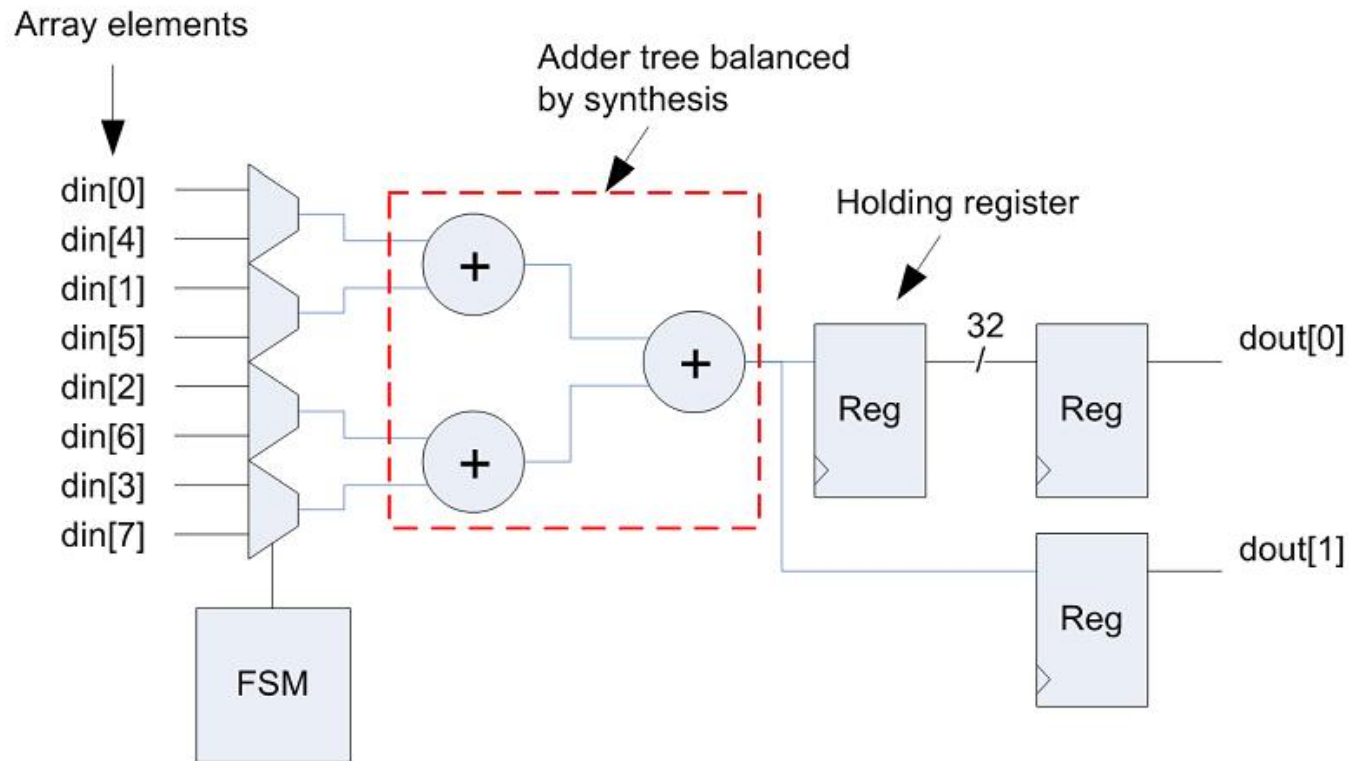 Array elements
Adder tree balanced
by synthesis
Holding register
din[0]
din[4]
din[1]
din[5]
din[2]
din[6]
din[3]
din[7]
+
+
+
32
Reg
Reg
Reg
dout[0]
dout[1]
FSM